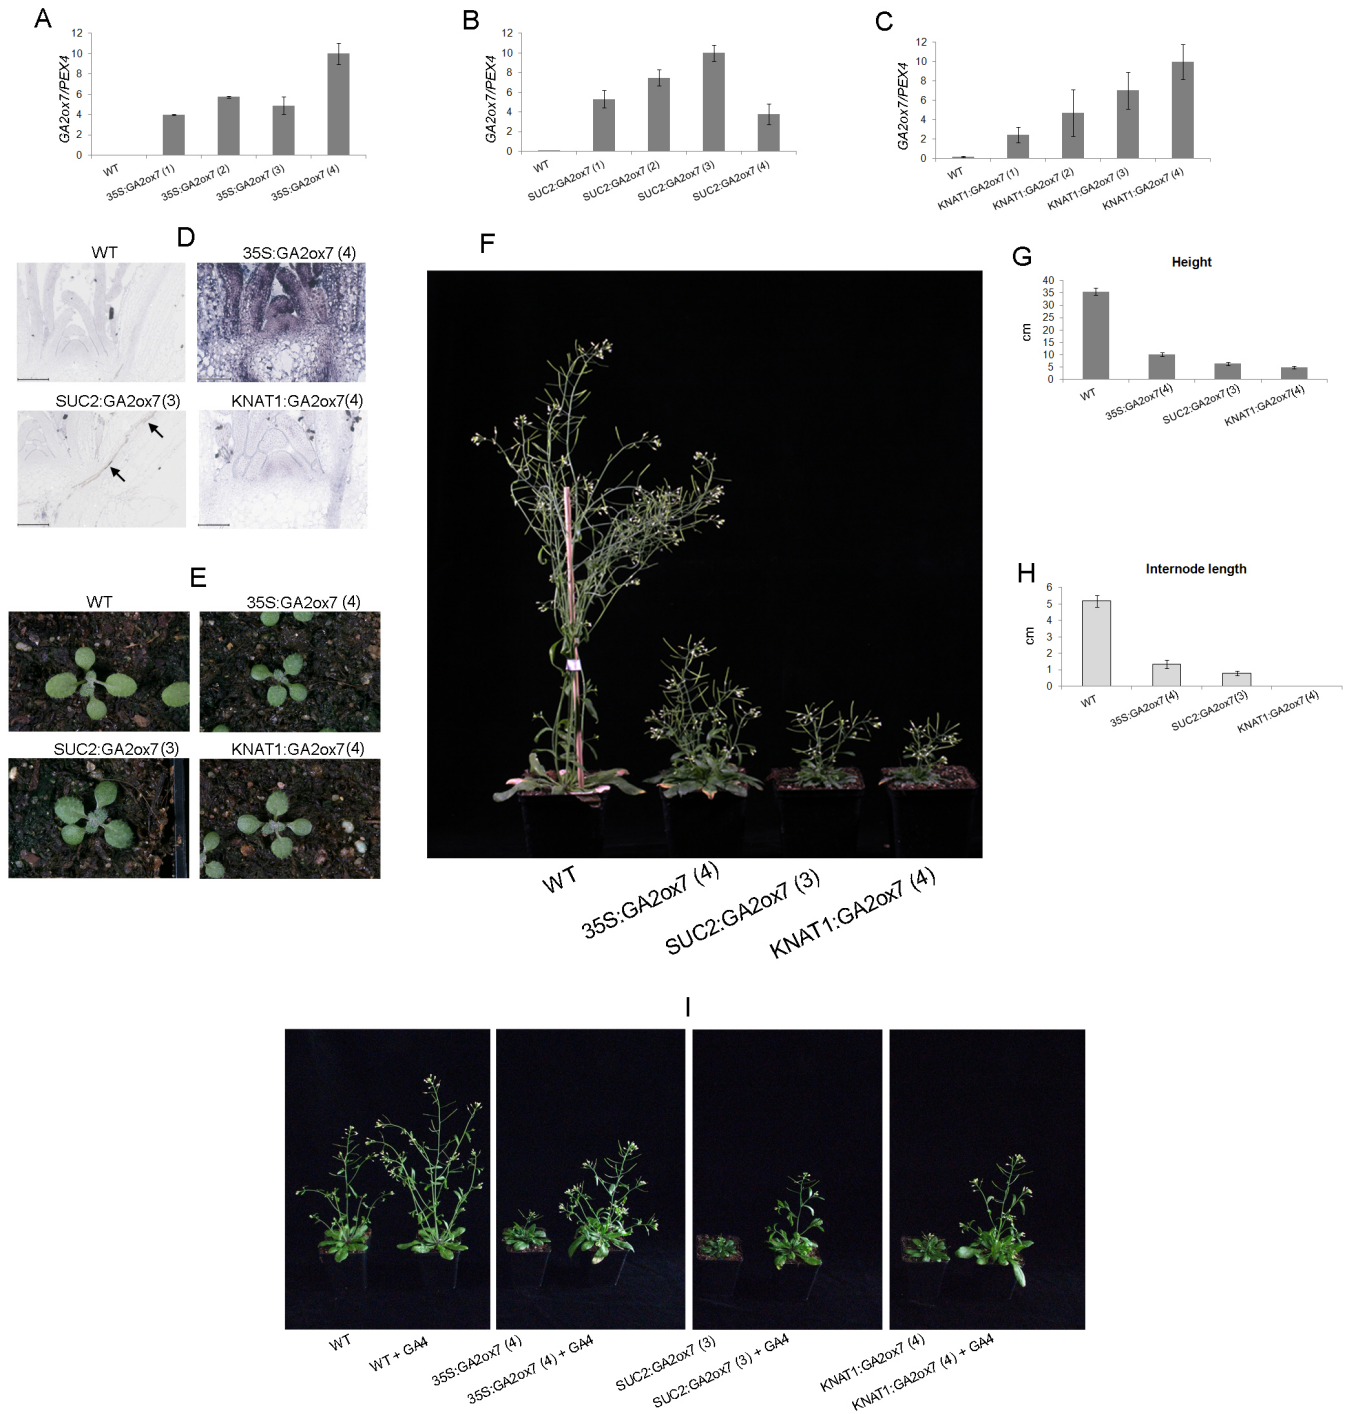 A
GA2ox7/PEX4
12
10
8
6
4
2
0
WT
35S:GA2ox7 (1)
35S:GA2ox7 (2)
35S:GA2ox7 (3)
35S:GA2ox7 (4)
B
GA2ox7/PEX4
12
10
8
6
4
2
0
WT
SUC2:GA2ox7 (1)
SUC2:GA2ox7 (2)
SUC2:GA2ox7 (3)
SUC2:GA2ox7 (4)
C
GA2ox7/PEX4
12
10
8
6
4
2
0
WT
KNAT1:GA2ox7 (1)
KNAT1:GA2ox7 (2)
KNAT1:GA2ox7 (3)
KNAT1:GA2ox7 (4)
D
WT
35S:GA2ox7 (4)
SUC2:GA2ox7(3)
KNAT1:GA2ox7(4)
E
WT
35S:GA2ox7 (4)
SUC2:GA2ox7(3)
KNAT1:GA2ox7(4)
F
WT
35S:GA2ox7 (4)
SUC2:GA2ox7 (3)
KNAT1:GA2ox7 (4)
G
Height
cm
40
35
30
25
20
15
10
5
0
WT
35S:GA2ox7(4)
SUC2:GA2ox7(3)
KNAT1:GA2ox7(4)
H
Internode length
cm
6
5
4
3
2
1
0
WT
35S:GA2ox7(4)
SUC2:GA2ox7(3)
KNAT1:GA2ox7 (4)
I
WT
WT + GA4
35S:GA2ox7 (4)
35S:GA2ox7 (4) + GA4
SUC2:GA2ox7 (3)
SUC2:GA2ox7 (3) + GA4
KNAT1:GA2ox7 (4)
KNAT1:GA2ox7 (4) + GA4